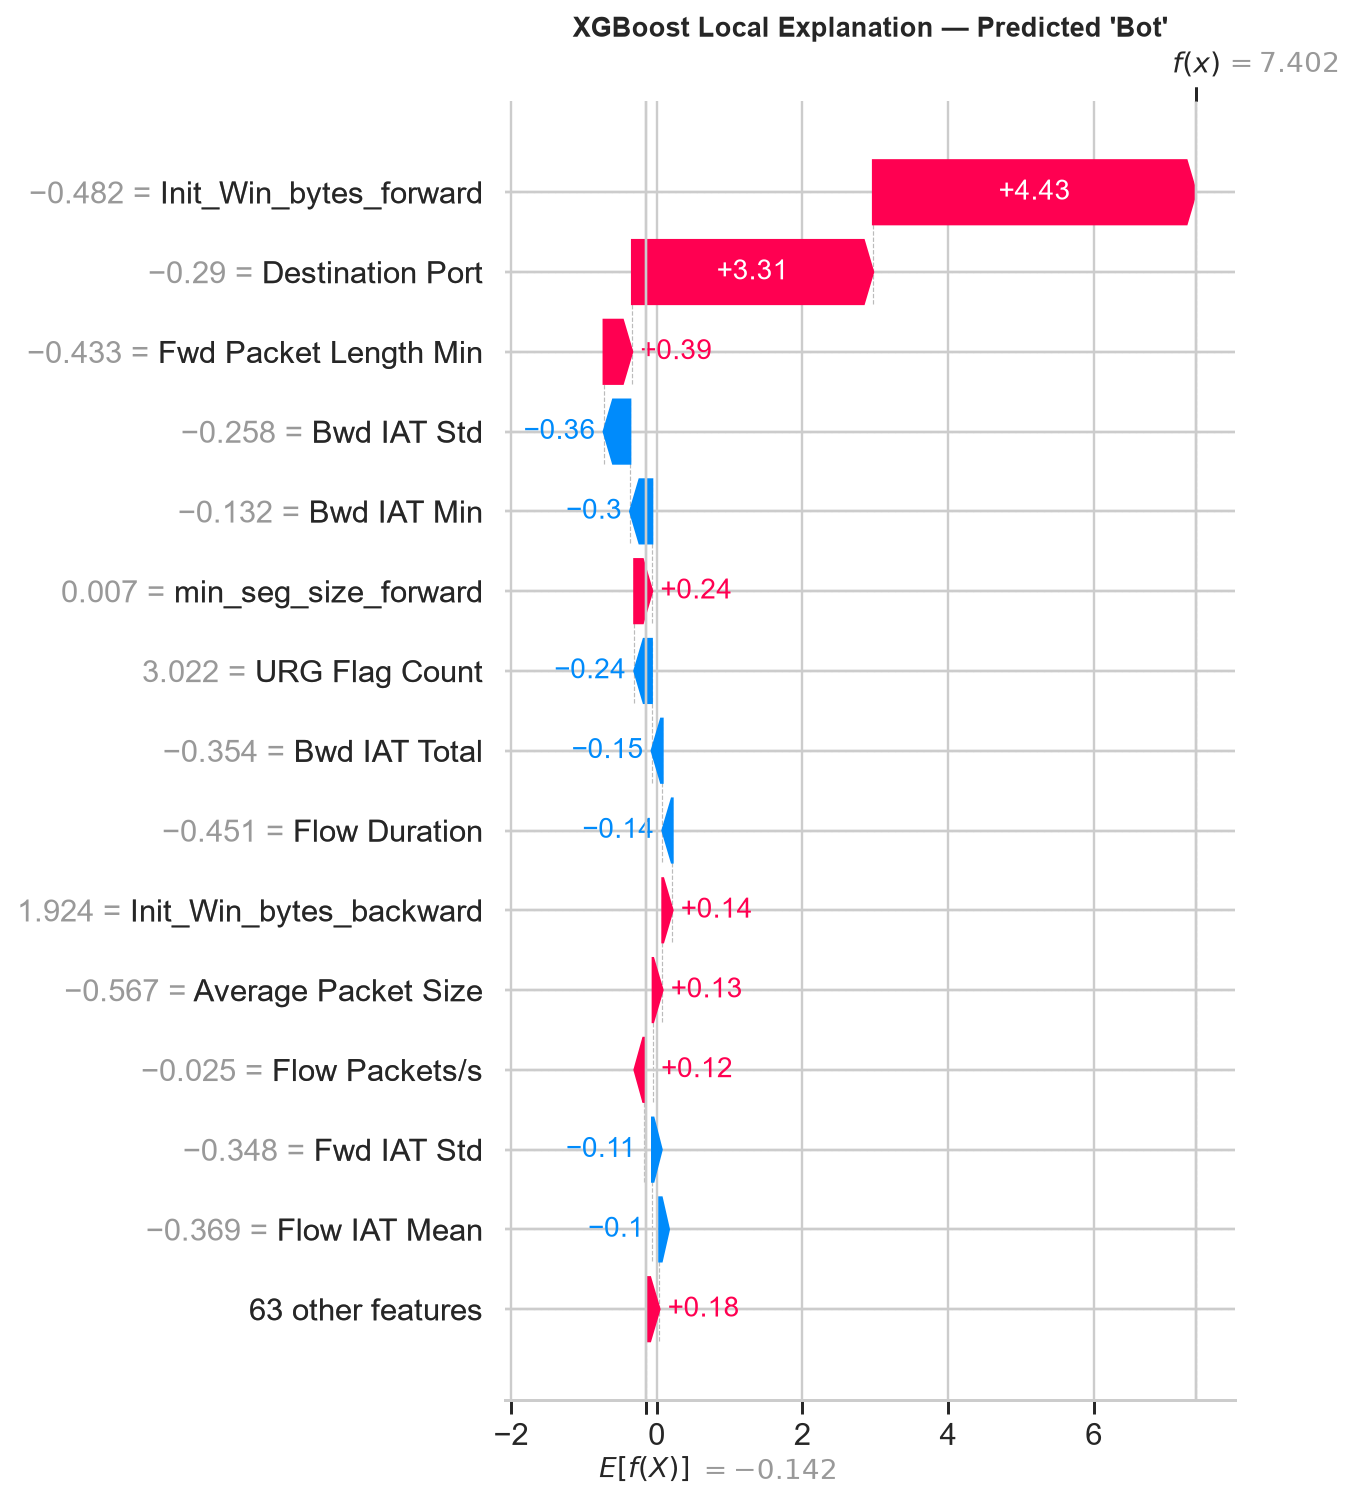 XGBoost Local Explanation — Predicted 'Bot'
f(x) = 7.402
−0.482 = Init_Win_bytes_forward +4.43
−0.29 = Destination Port +3.31
−0.433 = Fwd Packet Length Min +0.39
−0.258 = Bwd IAT Std −0.36
−0.132 = Bwd IAT Min −0.3
0.007 = min_seg_size_forward +0.24
3.022 = URG Flag Count −0.24
−0.354 = Bwd IAT Total −0.15
−0.451 = Flow Duration −0.14
1.924 = Init_Win_bytes_backward +0.14
−0.567 = Average Packet Size +0.13
−0.025 = Flow Packets/s +0.12
−0.348 = Fwd IAT Std −0.11
−0.369 = Flow IAT Mean −0.1
63 other features +0.18
−2 0 2 4 6
E[f(X)] = −0.142